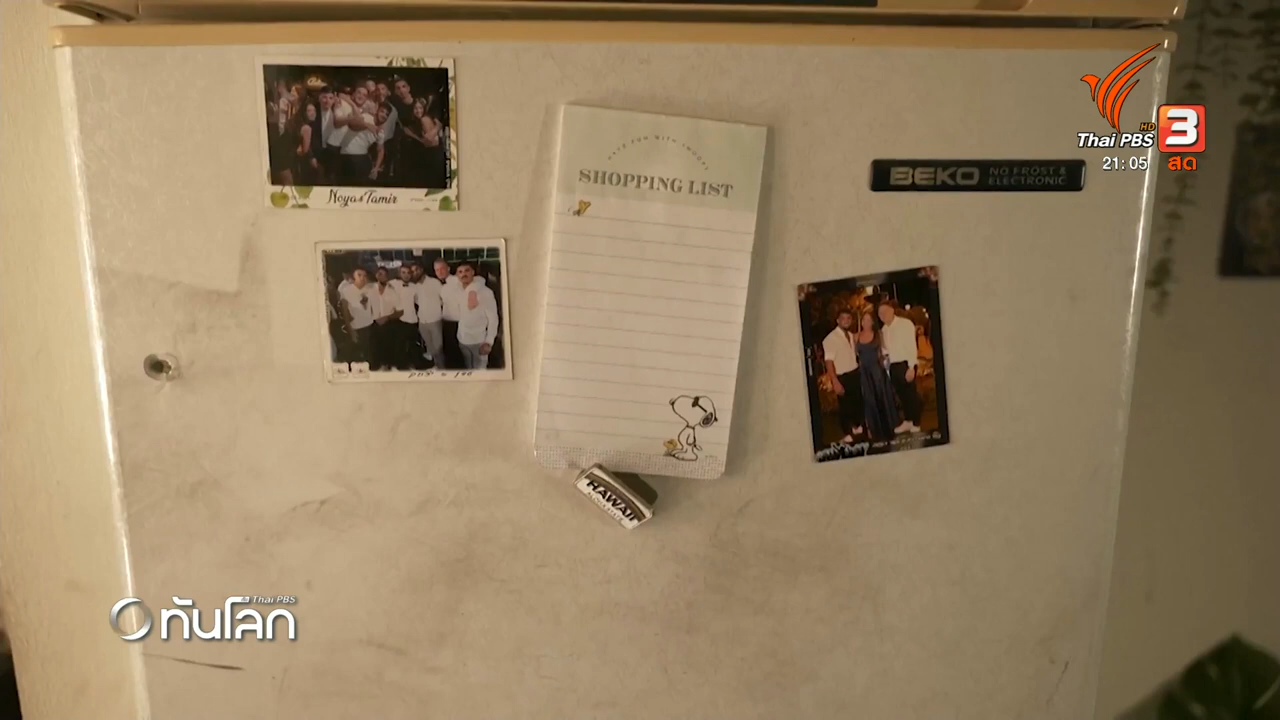 Thai PBS HD 3
21:05 สด
BEKO NO FROST &
ELECTRONIC
Noya & Tamir
SHOPPING LIST
HAWAII
Thai PBS
ทันโลก